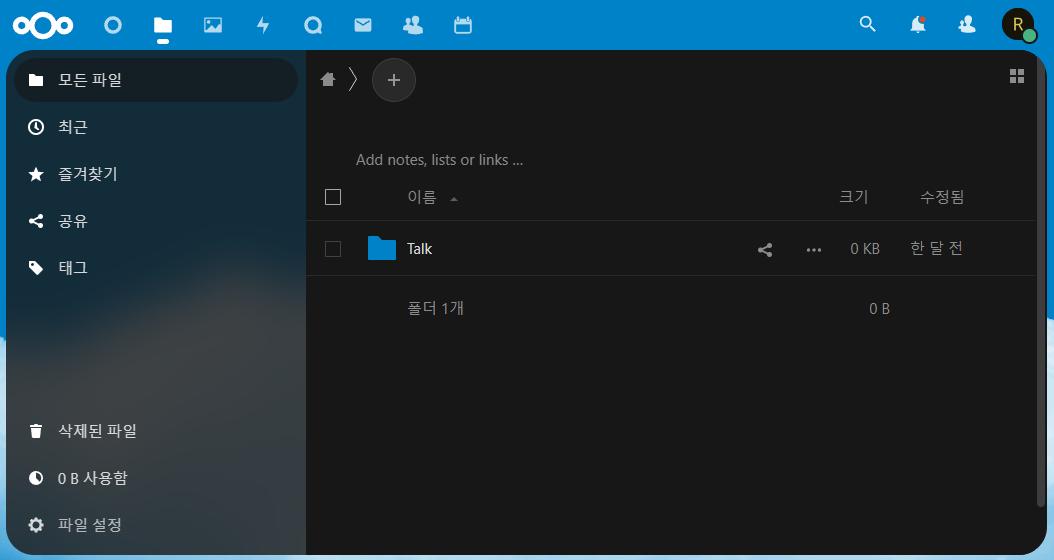 R
모든 파일
최근
즐겨찾기
공유
태그
삭제된 파일
0 B 사용함
파일 설정
Add notes, lists or links ...
이름 크기 수정됨
Talk 0 KB 한 달 전
폴더 1개 0 B